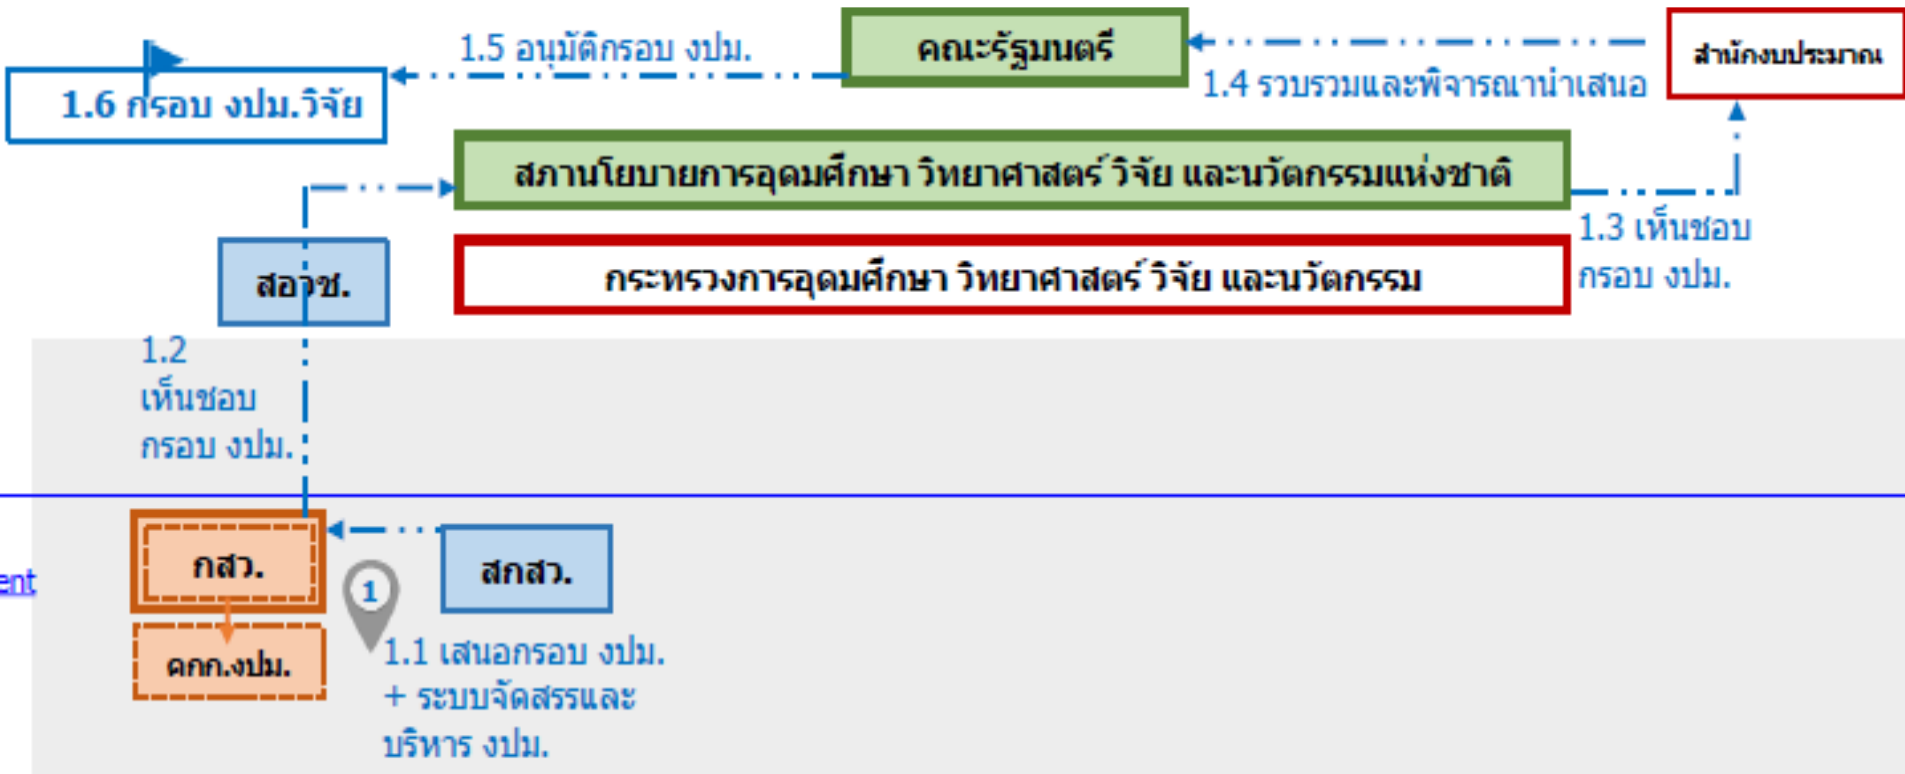 1.5 อนุมัติกรอบ งปม.
คณะรัฐมนตรี
สำนักงบประมาณ
1.4 รวบรวมและพิจารณานำเสนอ
1.6 กรอบ งปม.วิจัย
สภานโยบายการอุดมศึกษา วิทยาศาสตร์ วิจัย และนวัตกรรมแห่งชาติ
1.3 เห็นชอบ
กรอบ งปม.
สอวช.
กระทรวงการอุดมศึกษา วิทยาศาสตร์ วิจัย และนวัตกรรม
1.2
เห็นชอบ
กรอบ งปม.
กสว.
สกสว.
ent
1
คกก.งปม.
1.1 เสนอกรอบ งปม.
+ ระบบจัดสรรและ
บริหาร งปม.